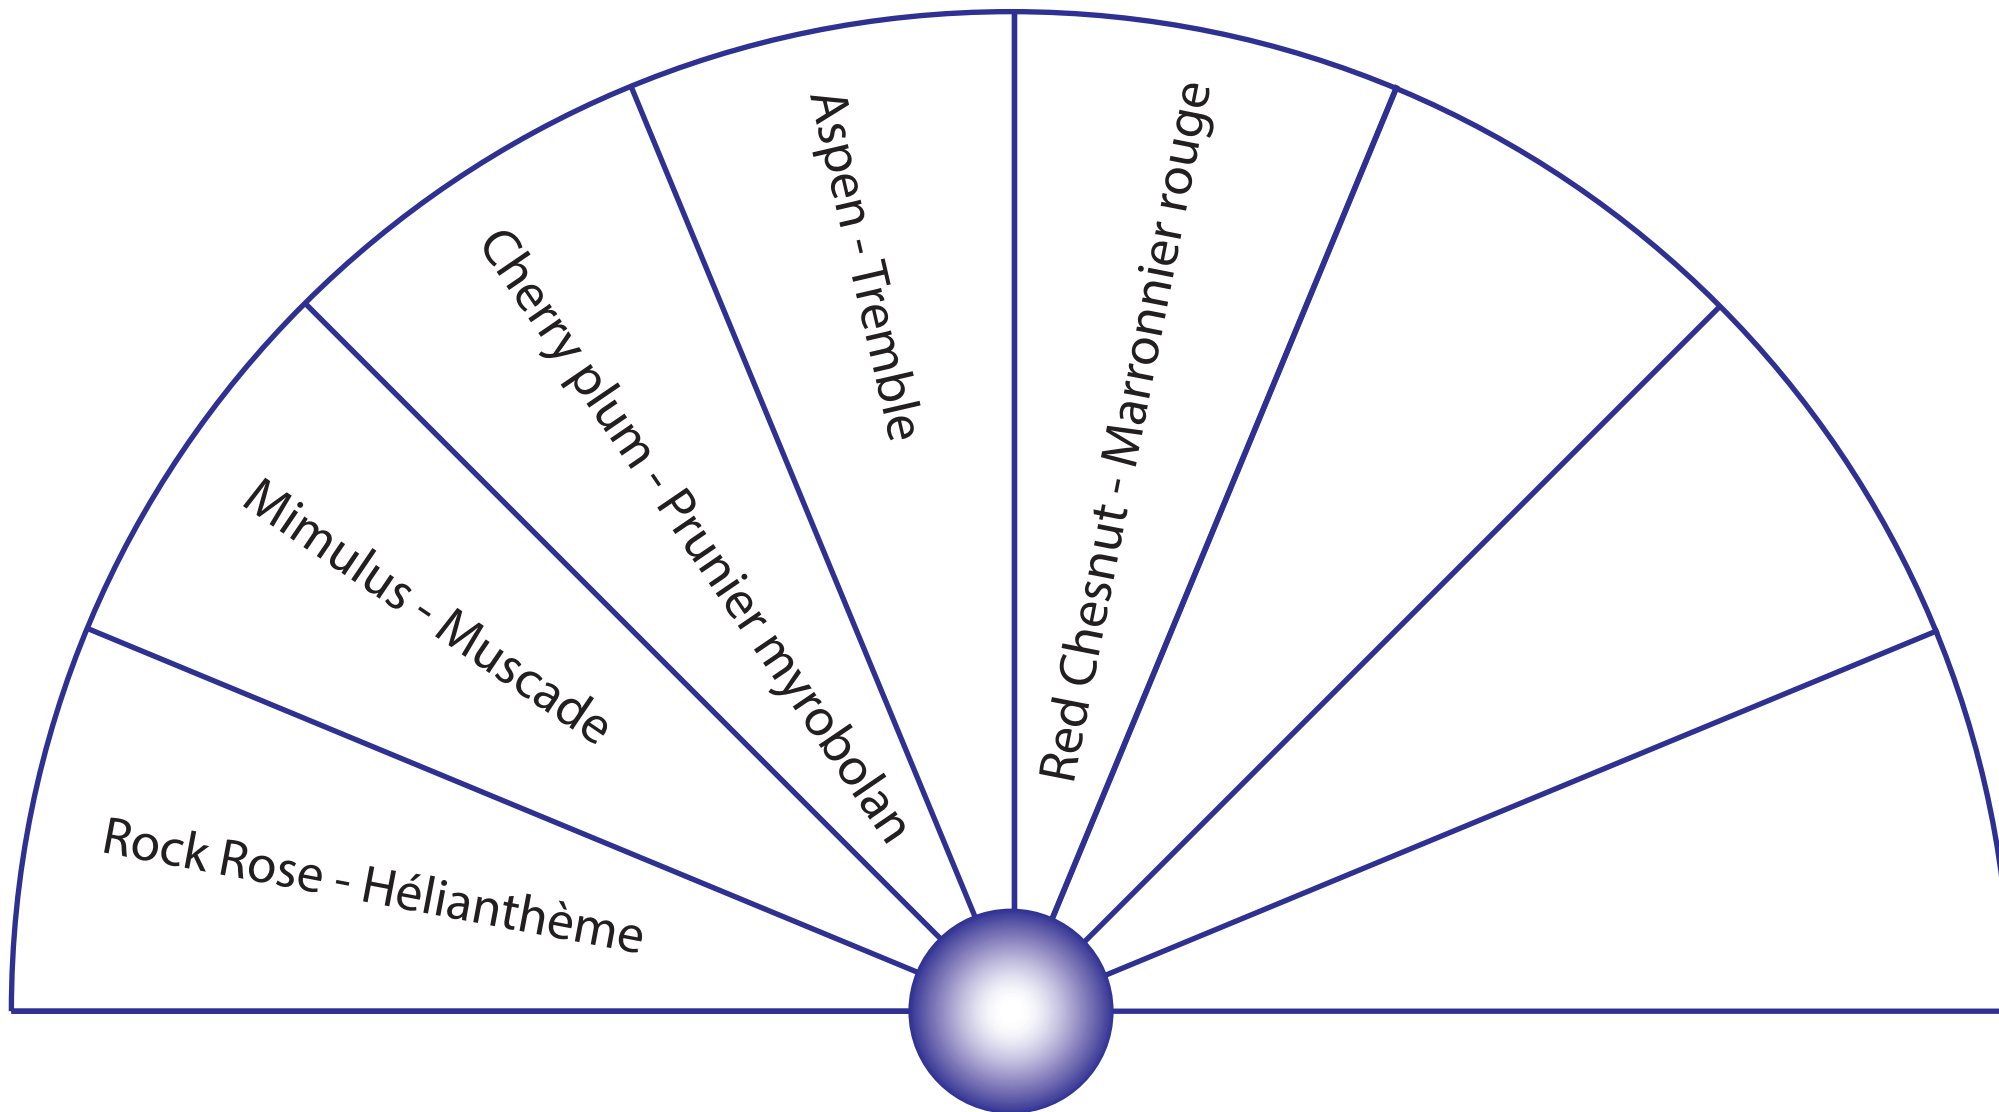 Rock Rose - Hélianthème
Mimulus - Muscade
Cherry plum - Prunier myrobolan
Aspen - Tremble
Red Chesnut - Marronnier rouge